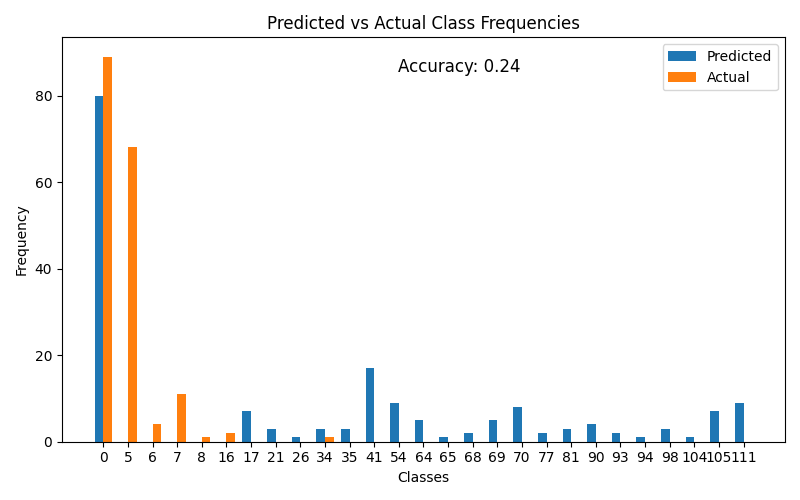 Predicted vs Actual Class Frequencies
Accuracy: 0.24
Predicted
Actual
Frequency
80
60
40
20
0
0 5 6 7 8 16 17 21 26 34 35 41 54 64 65 68 69 70 77 81 90 93 94 98 104 105 111
Classes